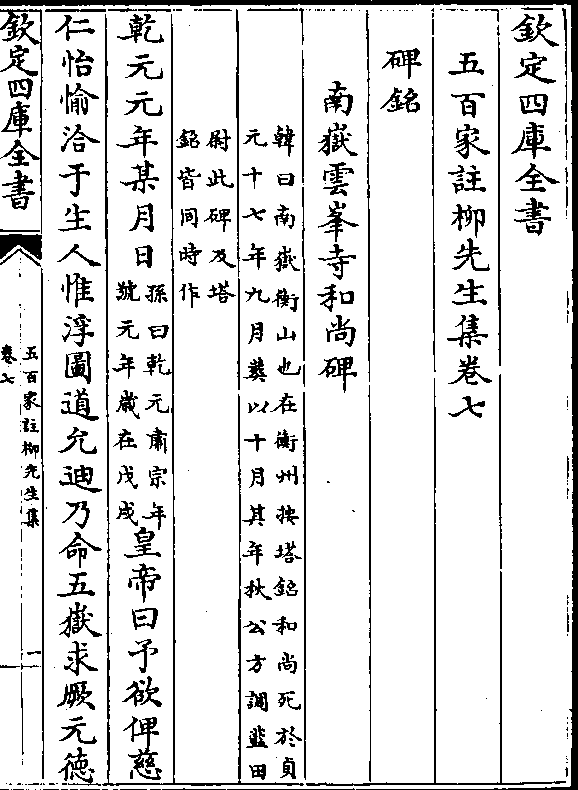 欽定四庫全書
五百家註柳先生集卷七
碑銘
南嶽雲峯寺和尚碑
韓曰南嶽衡山也在衡州按塔銘和尚死於貞
元十七年九月葬以十月其年秋公方調藍田
尉此碑及塔
銘皆同時作
乾元元年某月日
孫曰乾元肅宗年
號元年歲在戊戌
皇帝曰予欲俾慈
仁怡愉洽于生人惟浮圖道允迪乃命五嶽求厥元德
欽定四庫全書
五百家註柳先生集
卷七
一